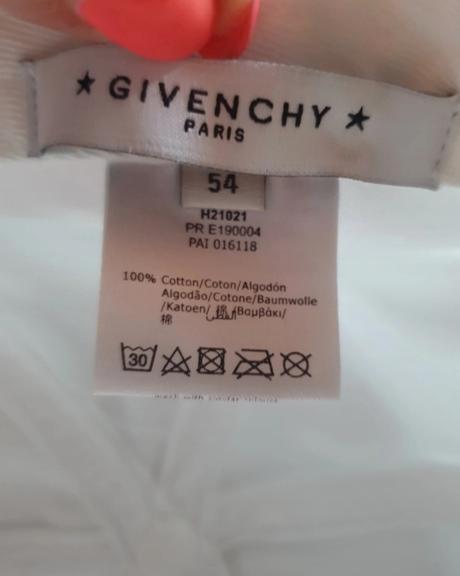 ★ GIVENCHY ★
PARIS
54
H21021
PR E190004
PAI 016118
100% Cotton/Coton/Algodón
Algodão/Cotone/Baumwolle
/Katoen/ 棉 /Βαμβάκι/
棉
30